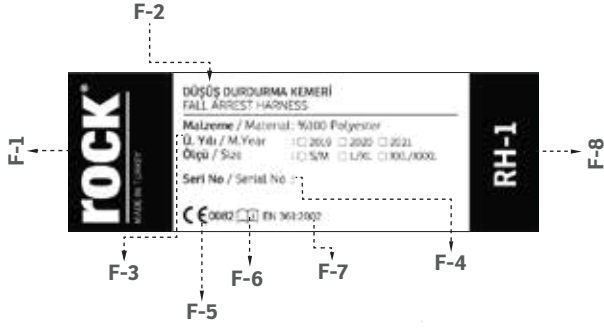 F-2
F-1
rocK®
MADE IN TURKEY
DÜŞÜŞ DURDURMA KEMERİ
FALL ARREST HARNESS
Malzeme / Material : %100 Polyester
Ü. Yılı / M.Year : □ 2019 □ 2020 □ 2021
Ölçü / Size : □ S/M □ L/XL □ XXL/XXXL
Seri No / Serial No :
CE 0082 EN 361:2002
RH-1
F-8
F-3
F-6
F-7
F-4
F-5